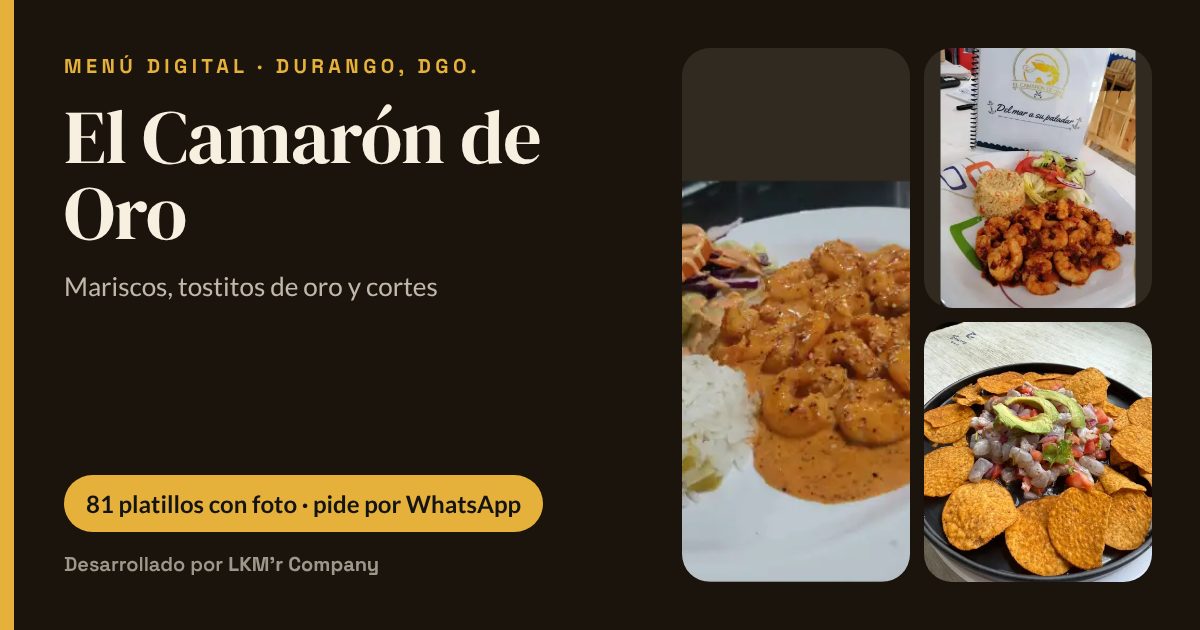 MENÚ DIGITAL · DURANGO, DGO.
El Camarón de
Oro
Mariscos, tostitos de oro y cortes
81 platillos con foto · pide por WhatsApp
Desarrollado por LKM'r Company
Del mar a su paladar